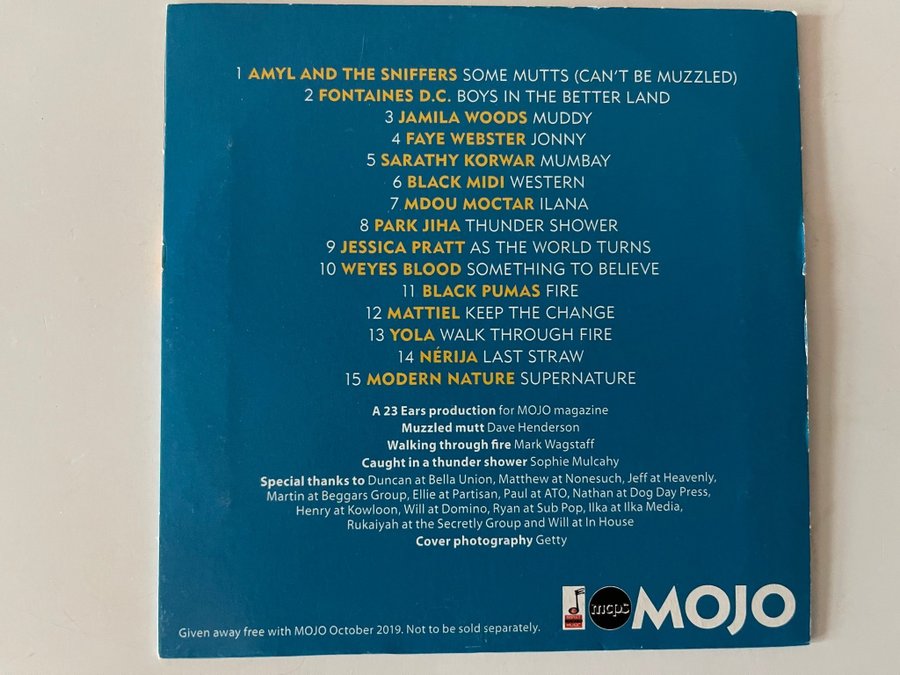 1 AMYL AND THE SNIFFERS SOME MUTTS (CAN'T BE MUZZLED)
2 FONTAINES D.C. BOYS IN THE BETTER LAND
3 JAMILA WOODS MUDDY
4 FAYE WEBSTER JONNY
5 SARATHY KORWAR MUMBAY
6 BLACK MIDI WESTERN
7 MDOU MOCTAR ILANA
8 PARK JIHA THUNDER SHOWER
9 JESSICA PRATT AS THE WORLD TURNS
10 WEYES BLOOD SOMETHING TO BELIEVE
11 BLACK PUMAS FIRE
12 MATTIEL KEEP THE CHANGE
13 YOLA WALK THROUGH FIRE
14 NÉRIJA LAST STRAW
15 MODERN NATURE SUPERNATURE
A 23 Ears production for MOJO magazine
Muzzled mutt Dave Henderson
Walking through fire Mark Wagstaff
Caught in a thunder shower Sophie Mulcahy
Special thanks to Duncan at Bella Union, Matthew at Nonesuch, Jeff at Heavenly,
Martin at Beggars Group, Ellie at Partisan, Paul at ATO, Nathan at Dog Day Press,
Henry at Kowloon, Will at Domino, Ryan at Sub Pop, Ilka at Ilka Media,
Rukaiyah at the Secretly Group and Will at In House
Cover photography Getty
mcps MOJO
Given away free with MOJO October 2019. Not to be sold separately.